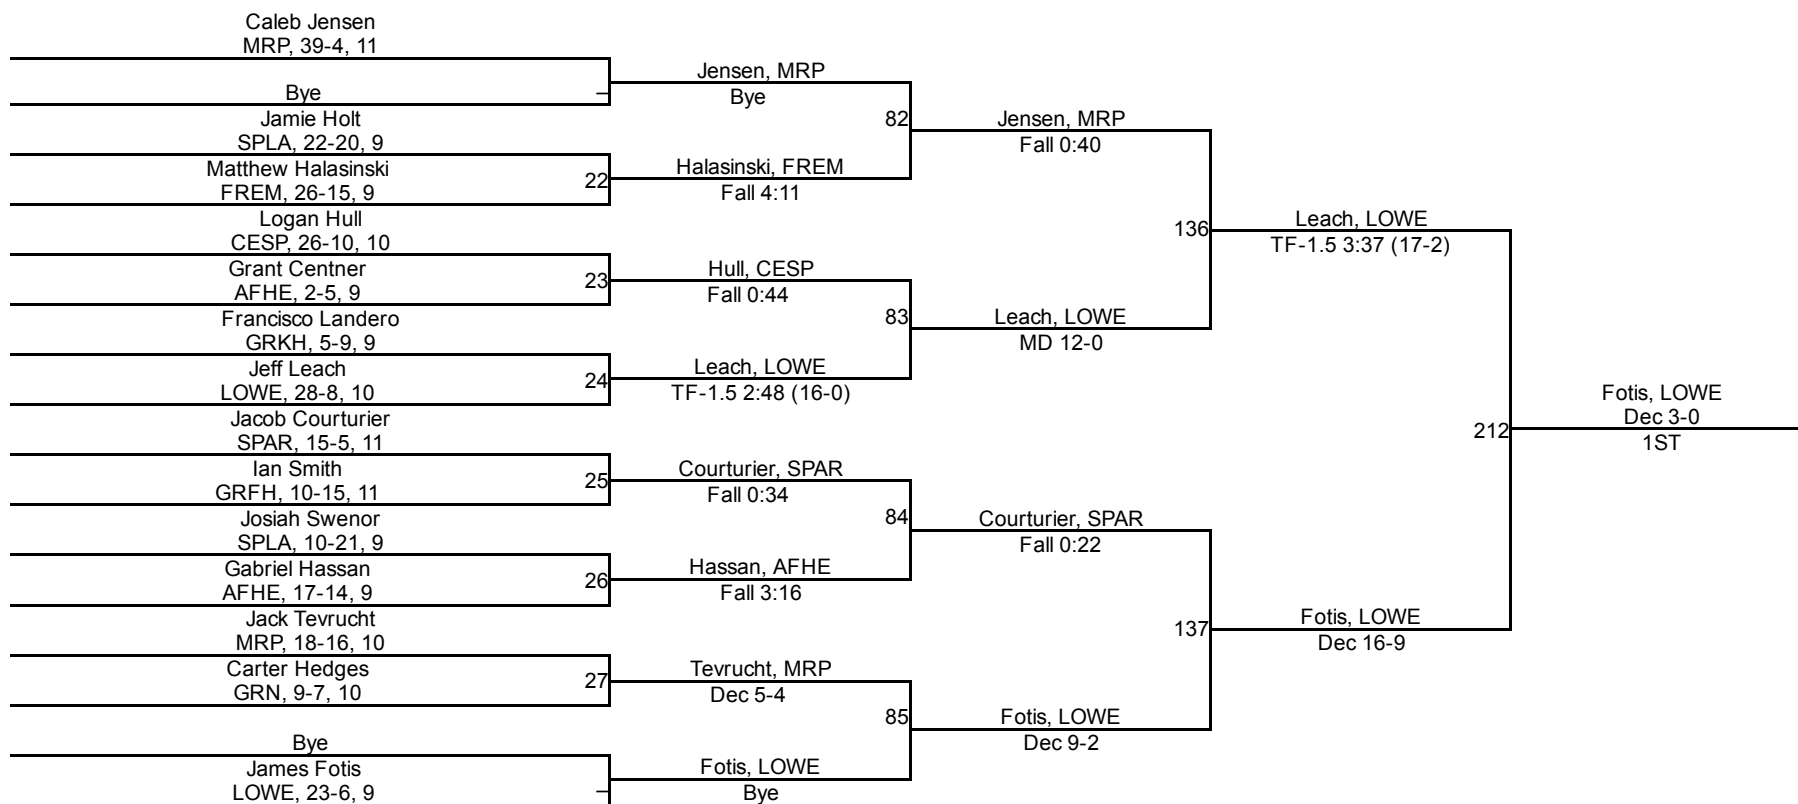 Caleb Jensen
MRP, 39-4, 11
Bye
Jamie Holt
SPLA, 22-20, 9
Matthew Halasinski
FREM, 26-15, 9
22
Logan Hull
CESP, 26-10, 10
Grant Centner
AFHE, 2-5, 9
23
Francisco Landero
GRKH, 5-9, 9
Jeff Leach
LOWE, 28-8, 10
24
Jacob Courturier
SPAR, 15-5, 11
Ian Smith
GRFH, 10-15, 11
25
Josiah Swenor
SPLA, 10-21, 9
Gabriel Hassan
AFHE, 17-14, 9
26
Jack Tevrucht
MRP, 18-16, 10
Carter Hedges
GRN, 9-7, 10
27
Bye
James Fotis
LOWE, 23-6, 9
Jensen, MRP
Bye
82
Halasinski, FREM
Fall 4:11
Hull, CESP
Fall 0:44
83
Leach, LOWE
TF-1.5 2:48 (16-0)
Courturier, SPAR
Fall 0:34
84
Hassan, AFHE
Fall 3:16
Tevrucht, MRP
Dec 5-4
85
Fotis, LOWE
Bye
Jensen, MRP
Fall 0:40
136
Leach, LOWE
MD 12-0
Courturier, SPAR
Fall 0:22
137
Fotis, LOWE
Dec 9-2
Leach, LOWE
TF-1.5 3:37 (17-2)
212
Fotis, LOWE
Dec 16-9
Fotis, LOWE
Dec 3-0
1ST